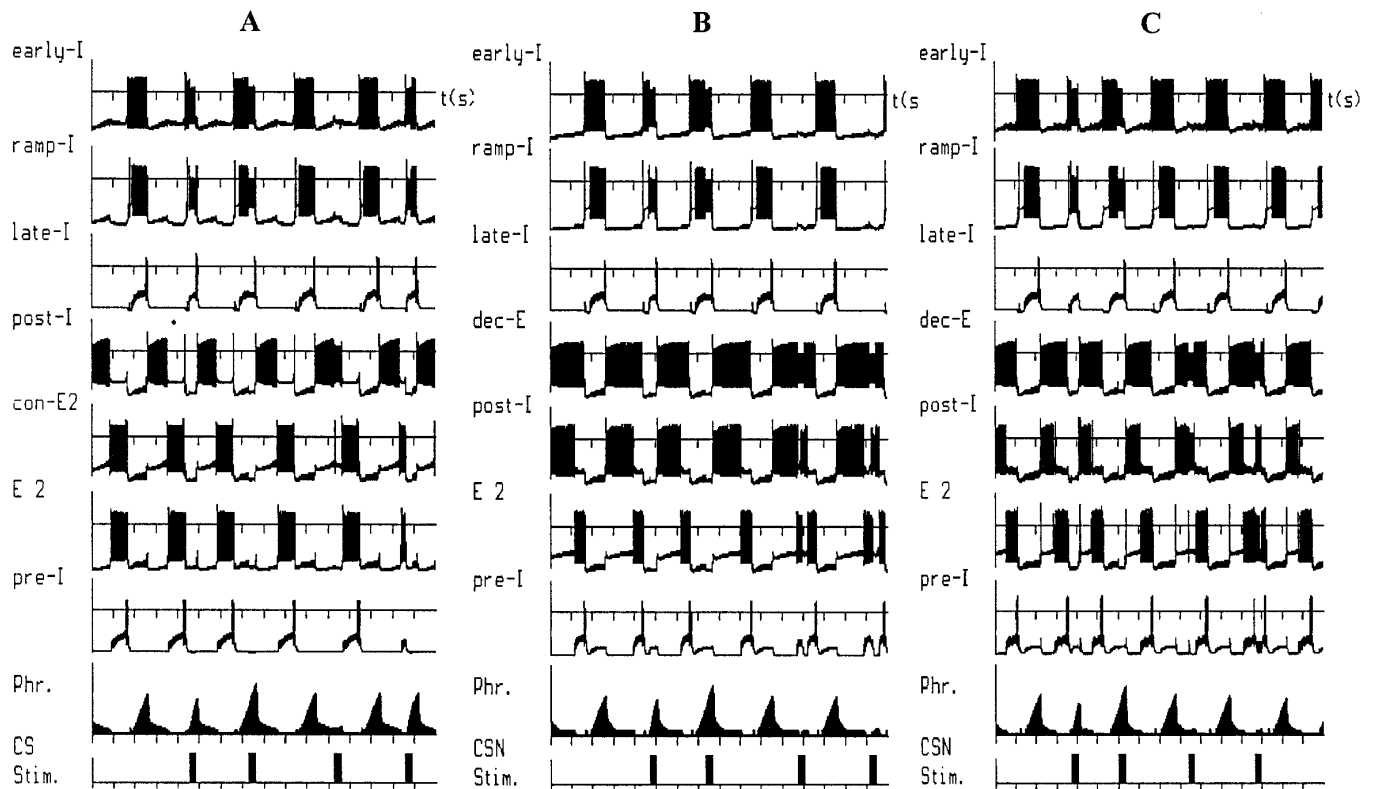 A
early-I
t(s)
ramp-I
late-I
post-I
con-E2
E 2
pre-I
Phr.
CS
Stim.
B
early-I
t(s
ramp-I
late-I
dec-E
post-I
E 2
pre-I
Phr.
CSN
Stim.
C
early-I
t(s)
ramp-I
late-I
dec-E
post-I
E 2
pre-I
Phr.
CSN
Stim.